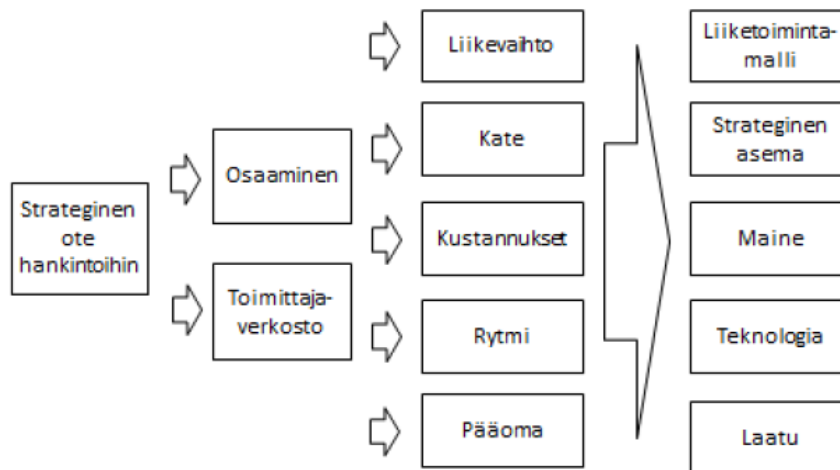 Strateginen
ote
hankintoihin
Osaaminen
Toimittaja-
verkosto
Liikevaihto
Kate
Kustannukset
Rytmi
Pääoma
Liiketoiminta-
malli
Strateginen
asema
Maine
Teknologia
Laatu